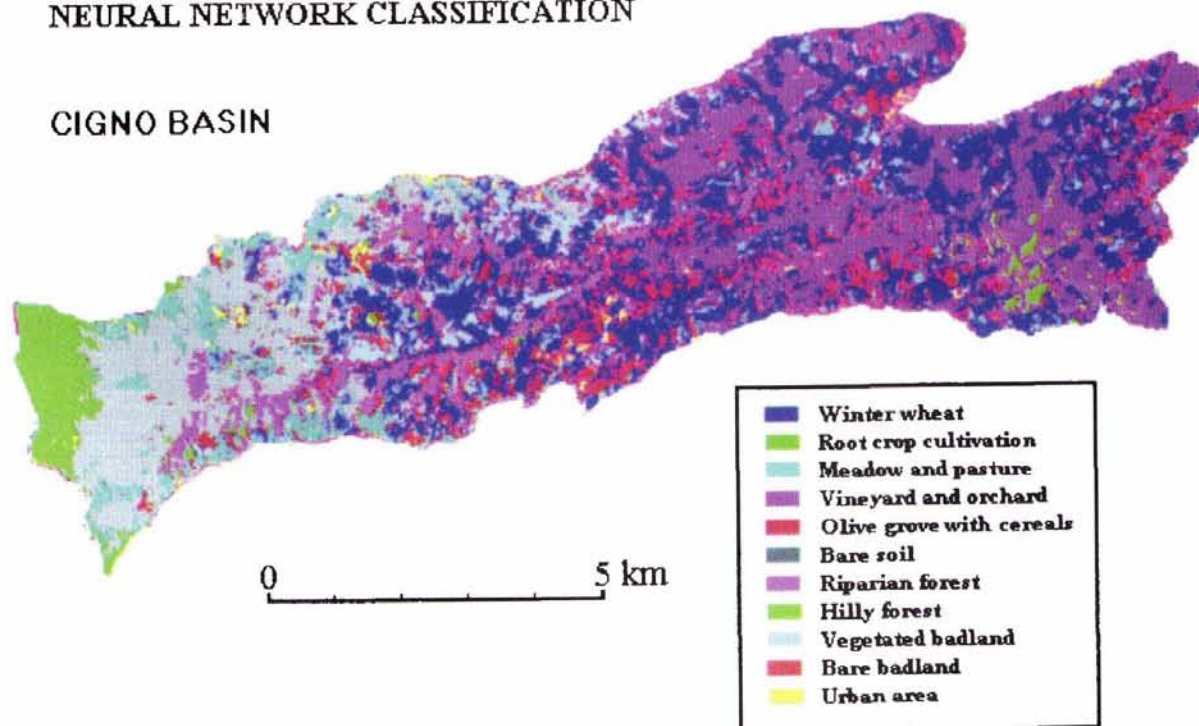 NEURAL NETWORK CLASSIFICATION
CIGNO BASIN
0 5 km
Winter wheat
Root crop cultivation
Meadow and pasture
Vineyard and orchard
Olive grove with cereals
Bare soil
Riparian forest
Hilly forest
Vegetated badland
Bare badland
Urban area